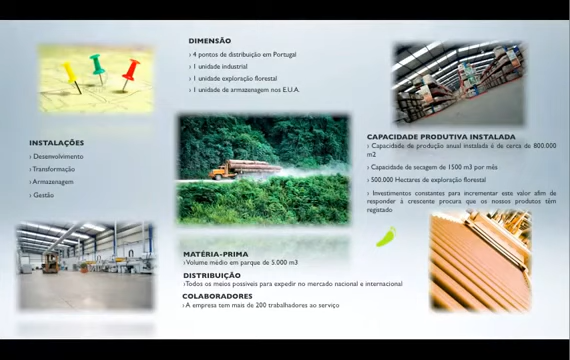 DIMENSÃO
› 4 pontos de distribuição em Portugal
› 1 unidade industrial
› 1 unidade exploração florestal
› 1 unidade de armazenagem nos E.U.A.
INSTALAÇÕES
› Desenvolvimento
› Transformação
› Armazenagem
› Gestão
CAPACIDADE PRODUTIVA INSTALADA
› Capacidade de produção anual instalada é de cerca de 800.000
m2
› Capacidade de secagem de 1500 m3 por mês
› 500.000 Hectares de exploração florestal
› Investimentos constantes para incrementar este valor afim de
responder à crescente procura que os nossos produtos têm
registado
MATÉRIA-PRIMA
›Volume médio em parque de 5.000 m3
DISTRIBUIÇÃO
›Todos os meios possiveis para expedir no mercado nacional e internacional
COLABORADORES
› A empresa tem mais de 200 trabalhadores ao serviço